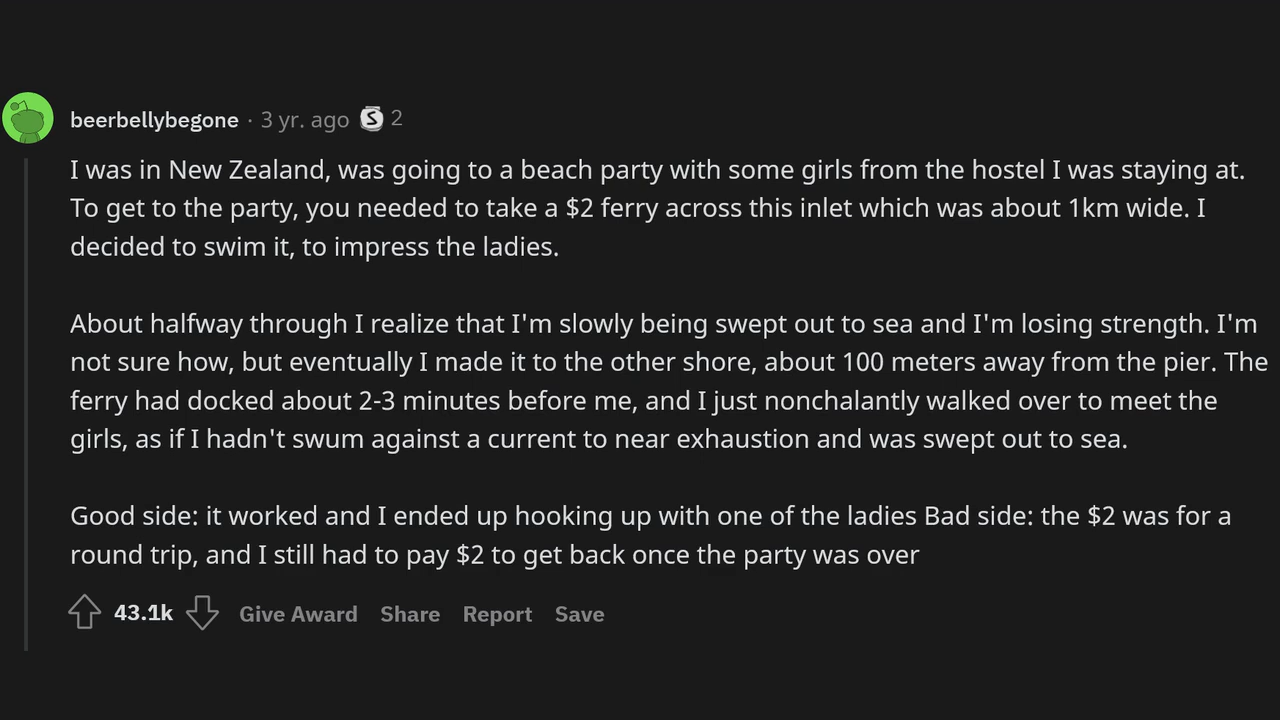 beerbellybegone · 3 yr. ago S 2
I was in New Zealand, was going to a beach party with some girls from the hostel I was staying at.
To get to the party, you needed to take a $2 ferry across this inlet which was about 1km wide. I
decided to swim it, to impress the ladies.
About halfway through I realize that I'm slowly being swept out to sea and I'm losing strength. I'm
not sure how, but eventually I made it to the other shore, about 100 meters away from the pier. The
ferry had docked about 2-3 minutes before me, and I just nonchalantly walked over to meet the
girls, as if I hadn't swum against a current to near exhaustion and was swept out to sea.
Good side: it worked and I ended up hooking up with one of the ladies Bad side: the $2 was for a
round trip, and I still had to pay $2 to get back once the party was over
43.1k Give Award Share Report Save